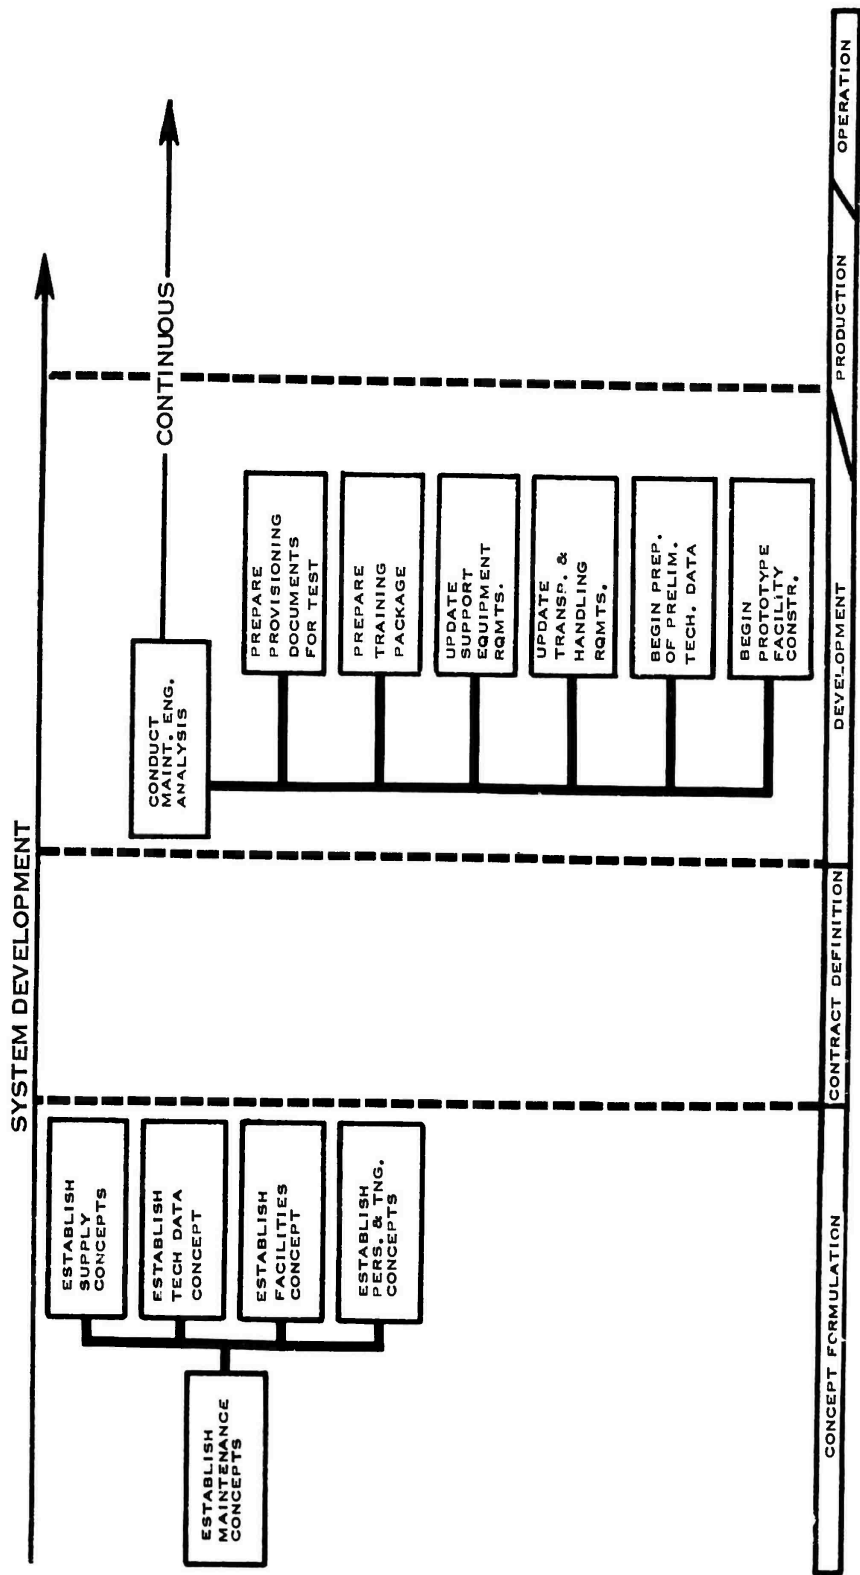 SYSTEM DEVELOPMENT
ESTABLISH
MAINTENANCE
CONCEPTS
ESTABLISH
SUPPLY
CONCEPTS
ESTABLISH
TECH DATA
CONCEPT
ESTABLISH
FACILITIES
CONCEPT
ESTABLISH
PERS. & TNG.
CONCEPTS
CONDUCT
MAINT. ENG.
ANALYSIS
CONTINUOUS
PREPARE
PROVISIONING
DOCUMENTS
FOR TEST
PREPARE
TRAINING
PACKAGE
UPDATE
SUPPORT
EQUIPMENT
RQMTS.
UPDATE
TRANSP. &
HANDLING
RQMTS.
BEGIN PREP.
OF PRELIM.
TECH. DATA
BEGIN
PROTOTYPE
FACILITY
CONSTR.
CONCEPT FORMULATION
CONTRACT DEFINITION
DEVELOPMENT
PRODUCTION
OPERATION